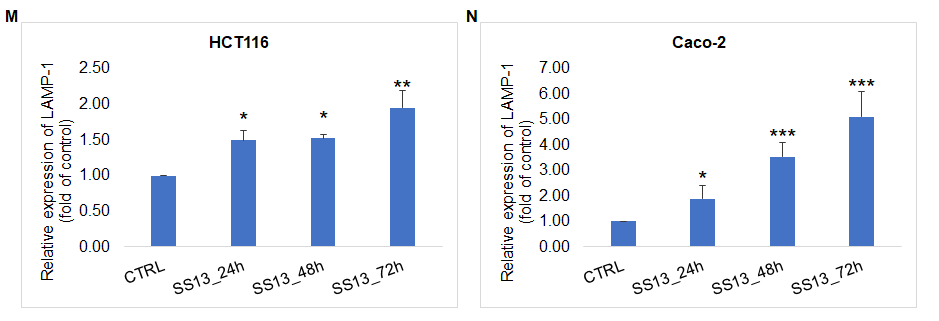 M
HCT116
Relative expression of LAMP-1
(fold of control)
2.50
2.00
1.50
1.00
0.50
0.00
*
*
**
CTRL
SS13_24h
SS13_48h
SS13_72h
N
Caco-2
Relative expression of LAMP-1
(fold of control)
7.00
6.00
5.00
4.00
3.00
2.00
1.00
0.00
*
***
***
CTRL
SS13_24h
SS13_48h
SS13_72h